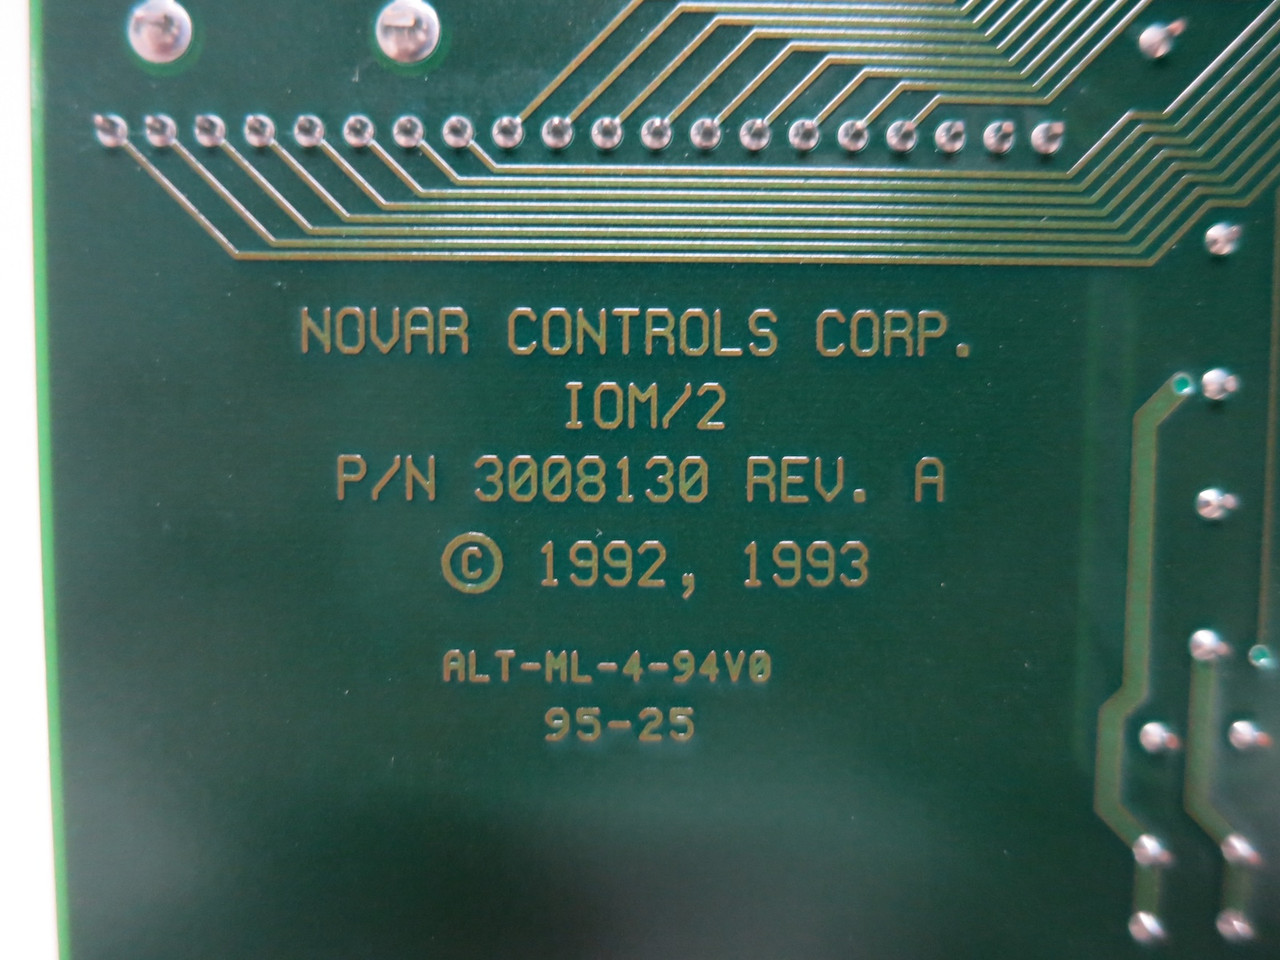 NOVAR CONTROLS CORP.
IOM/2
P/N 3008130 REV. A
© 1992, 1993
ALT-ML-4-94V0
95-25